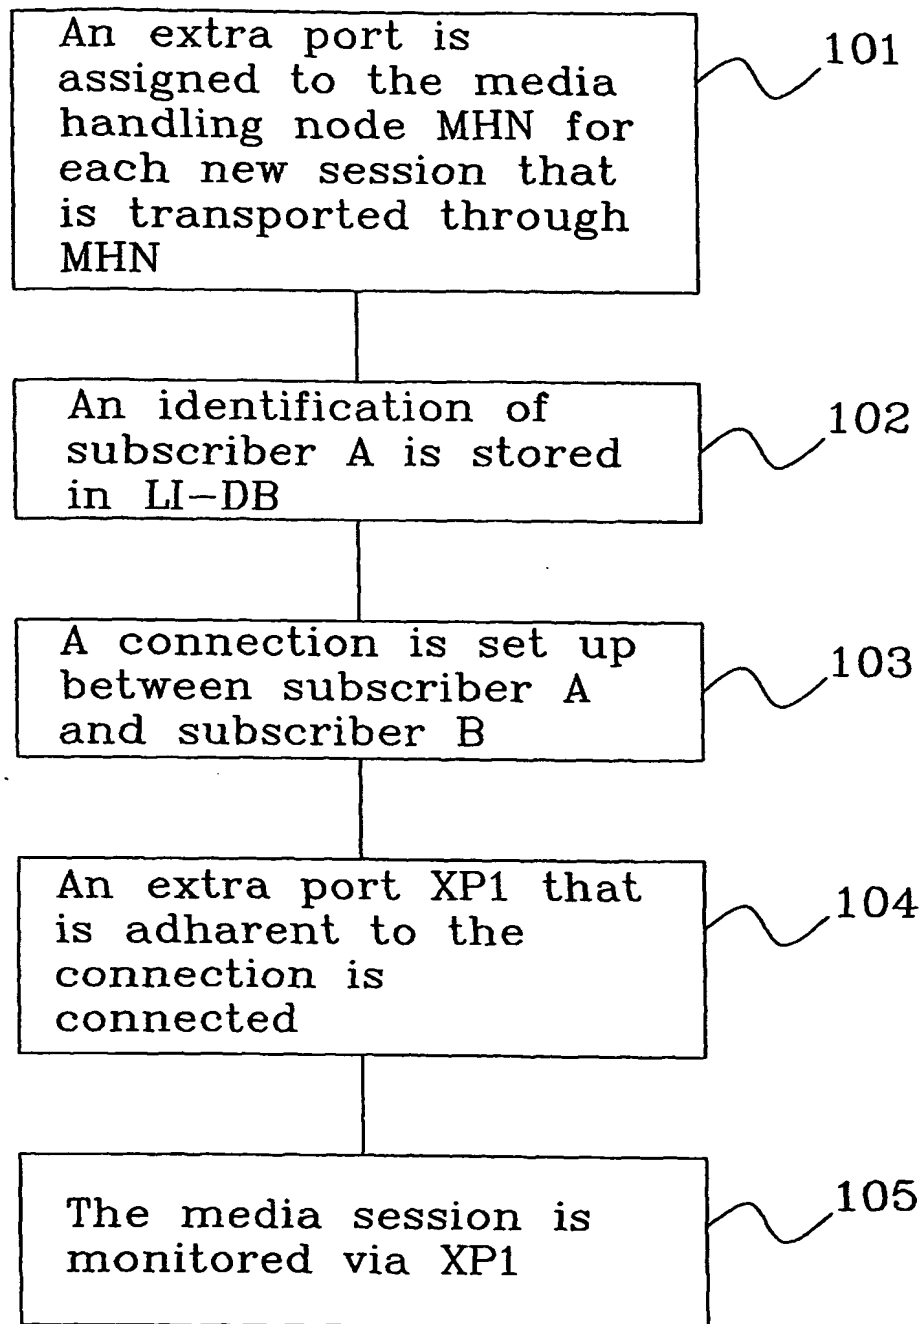 An extra port is
assigned to the media
handling node MHN for
each new session that
is transported through
MHN
101
An identification of
subscriber A is stored
in LI-DB
102
A connection is set up
between subscriber A
and subscriber B
103
An extra port XP1 that
is adharent to the
connection is
connected
104
The media session is
monitored via XP1
105